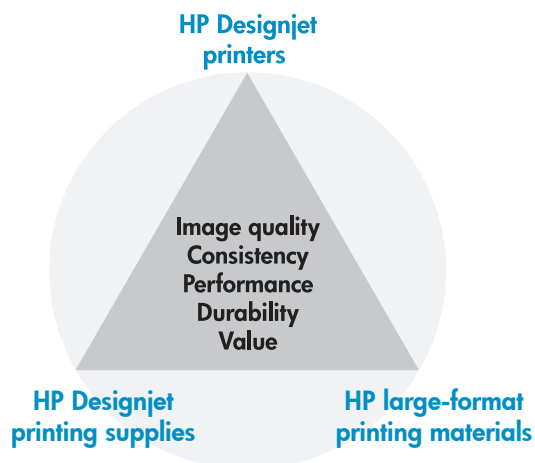 HP Designjet
printers
Image quality
Consistency
Performance
Durability
Value
HP Designjet
printing supplies
HP large-format
printing materials